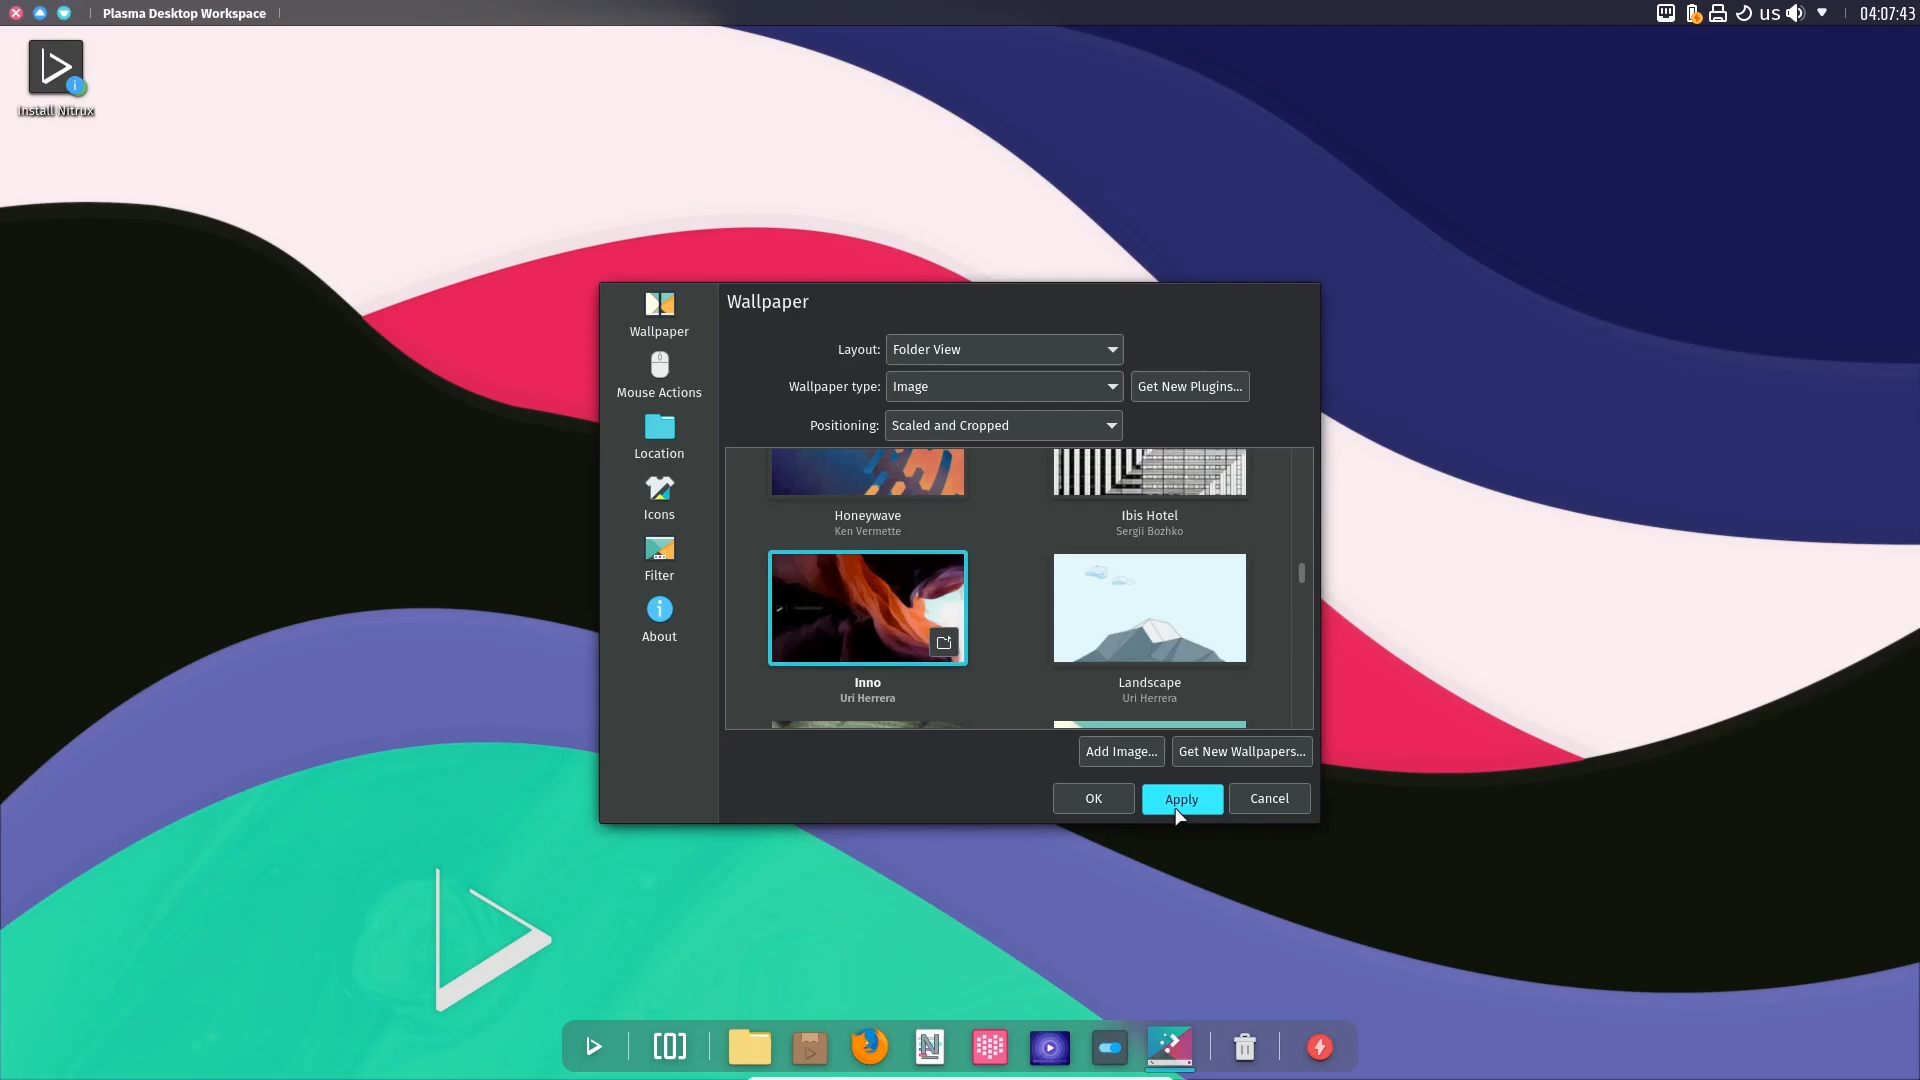 Plasma Desktop Workspace
us
04:07:43
Install Nitrux
Wallpaper
Mouse Actions
Location
Icons
Filter
About
Wallpaper
Layout: Folder View
Wallpaper type: Image Get New Plugins...
Positioning: Scaled and Cropped
Honeywave
Ken Vermette
Ibis Hotel
Sergii Bozhko
Inno
Uri Herrera
Landscape
Uri Herrera
Add Image... Get New Wallpapers...
OK Apply Cancel